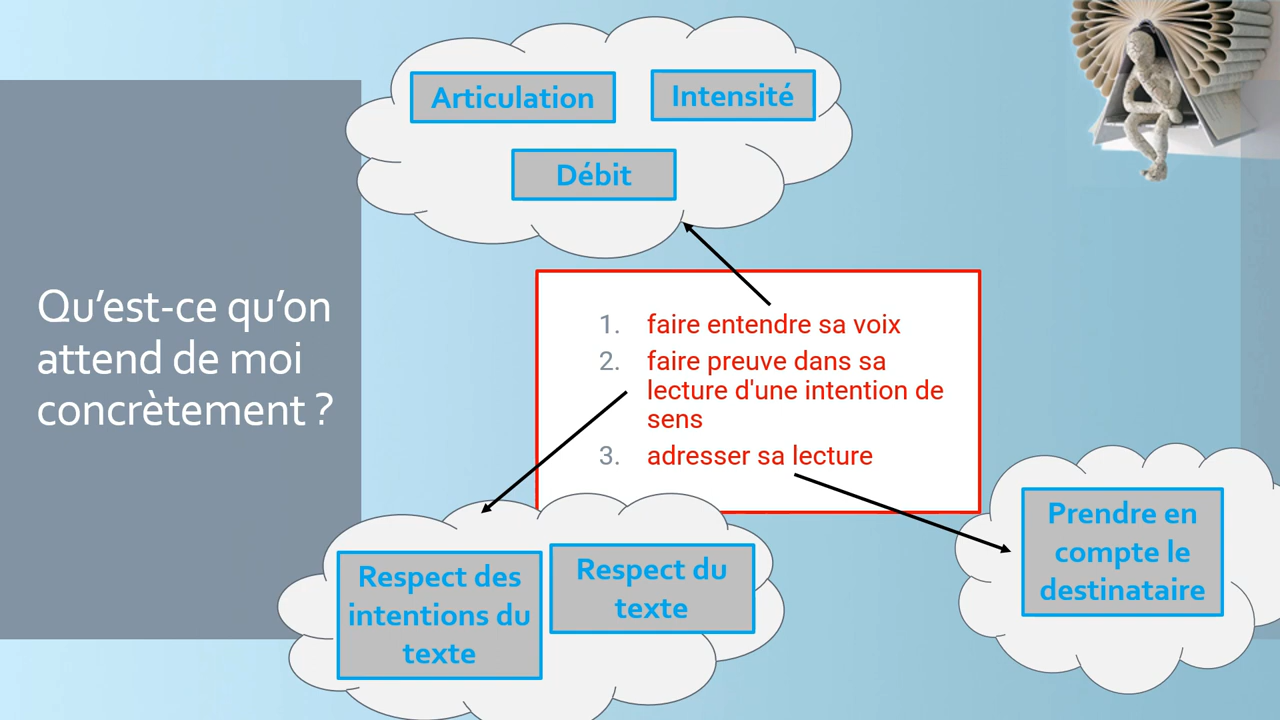 Articulation
Intensité
Débit
Qu’est-ce qu’on
attend de moi
concrètement ?
1. faire entendre sa voix
2. faire preuve dans sa
lecture d'une intention de
sens
3. adresser sa lecture
Respect des
intentions du
texte
Respect du
texte
Prendre en
compte le
destinataire